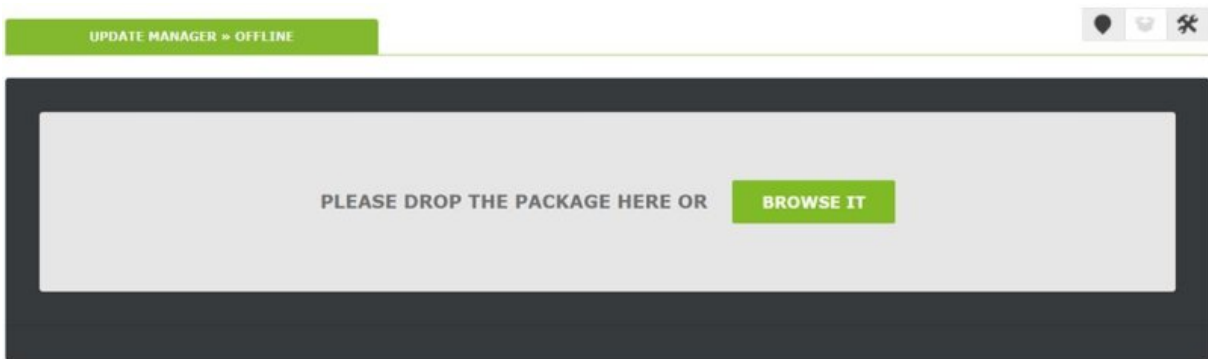 UPDATE MANAGER » OFFLINE
PLEASE DROP THE PACKAGE HERE OR BROWSE IT